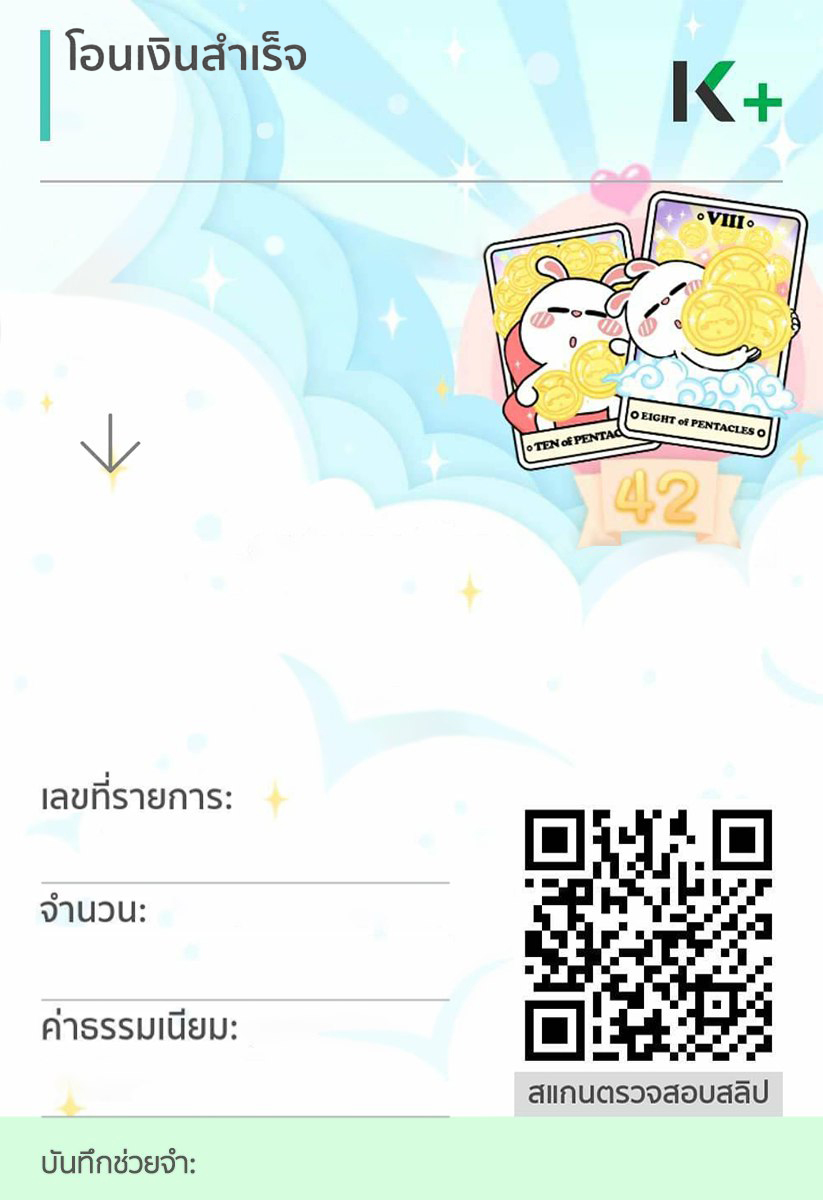 โอนเงินสำเร็จ
K+
VIII
TEN of PENTAC
EIGHT of PENTACLES
42
เลขที่รายการ:
จำนวน:
ค่าธรรมเนียม:
สแกนตรวจสอบสลิป
บันทึกช่วยจำ: